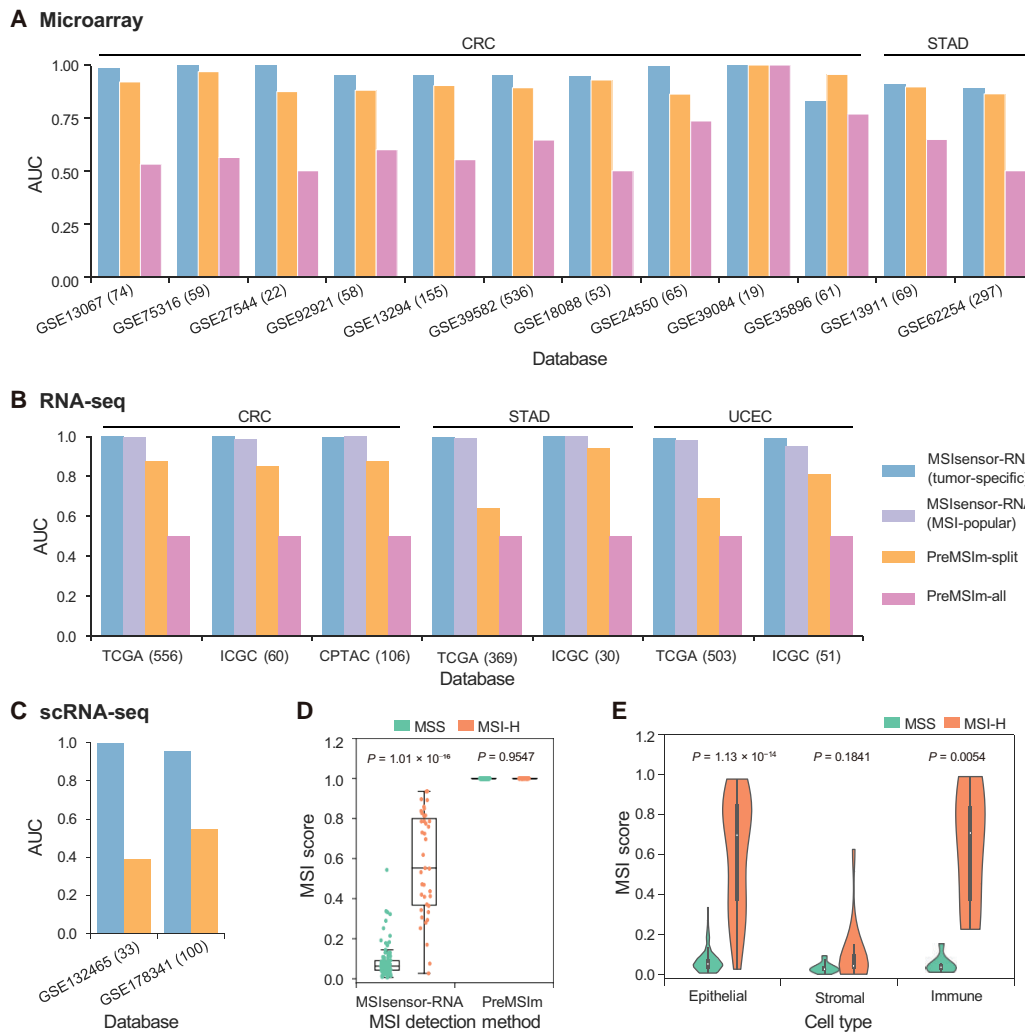 A Microarray
CRC
STAD
1.00
0.75
0.50
0.25
0.00
AUC
GSE13067 (74)
GSE75316 (59)
GSE27544 (22)
GSE92921 (58)
GSE13294 (155)
GSE39582 (536)
GSE18088 (53)
GSE24550 (65)
GSE39084 (19)
GSE35896 (61)
GSE13911 (69)
GSE62254 (297)
Database
B RNA-seq
CRC
STAD
UCEC
1.0
0.8
0.6
0.4
0.2
0.0
AUC
TCGA (556)
ICGC (60)
CPTAC (106)
TCGA (369)
ICGC (30)
TCGA (503)
ICGC (51)
Database
MSIsensor-RNA
(tumor-specific)
MSIsensor-RNA
(MSI-popular)
PreMSIm-split
PreMSIm-all
C scRNA-seq
1.0
0.8
0.6
0.4
0.2
0.0
AUC
GSE132465 (33)
GSE178341 (100)
Database
D
MSS
MSI-H
P = 1.01 × 10⁻¹⁶
P = 0.9547
1.0
0.8
0.6
0.4
0.2
0.0
MSI score
MSIsensor-RNA
PreMSIm
MSI detection method
E
MSS
MSI-H
P = 1.13 × 10⁻¹⁴
P = 0.1841
P = 0.0054
1.2
1.0
0.8
0.6
0.4
0.2
0.0
MSI score
Epithelial
Stromal
Immune
Cell type